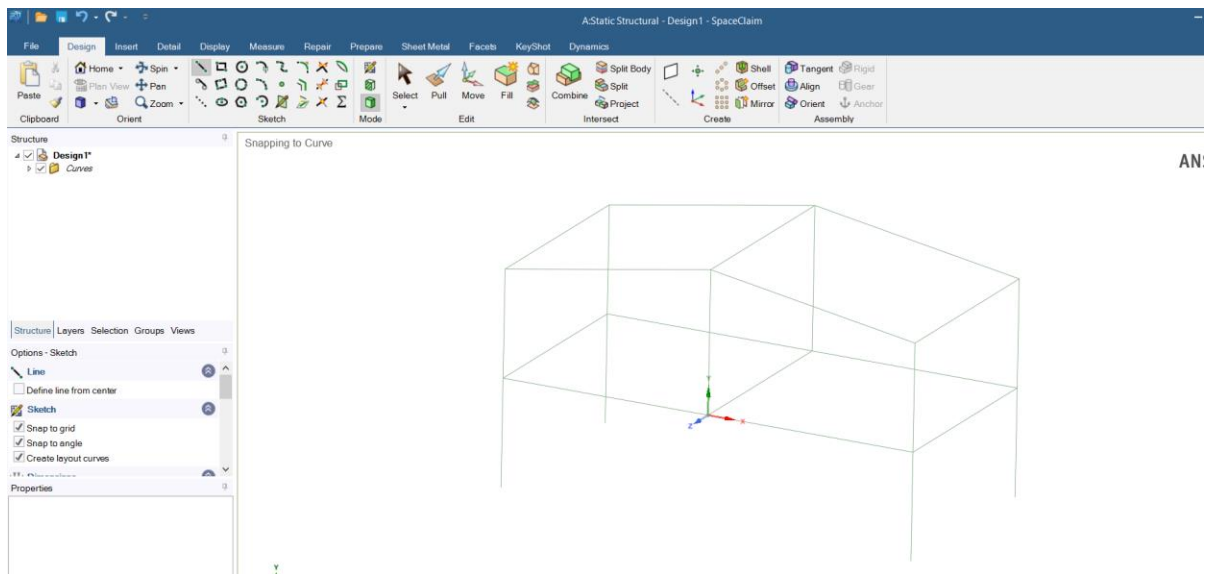 A:Static Structural - Design1 - SpaceClaim
File Design Insert Detail Display Measure Repair Prepare Sheet Metal Facets KeyShot Dynamics
Paste
Clipboard
Home Spin
Plan View Pan
Zoom
Orient
Sketch
Mode
Select Pull Move Fill
Edit
Combine
Split Body
Split
Project
Intersect
Shell
Offset
Mirror
Create
Tangent Rigid
Align Gear
Orient Anchor
Assembly
Structure
Design1*
Curves
Structure Layers Selection Groups Views
Options - Sketch
Line
Define line from center
Sketch
Snap to grid
Snap to angle
Create layout curves
Properties
Snapping to Curve
ANS
Y
Z X
Y